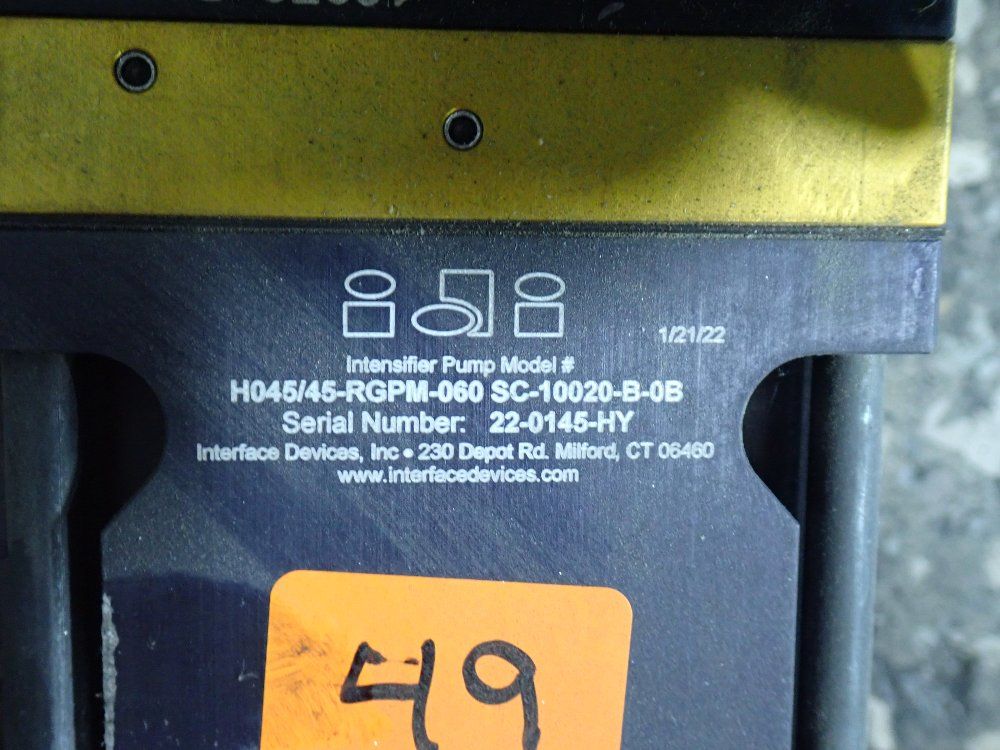 idi
1/21/22
Intensifier Pump Model #
H045/45-RGPM-060 SC-10020-B-0B
Serial Number: 22-0145-HY
Interface Devices, Inc • 230 Depot Rd. Milford, CT 06460
www.interfacedevices.com
49